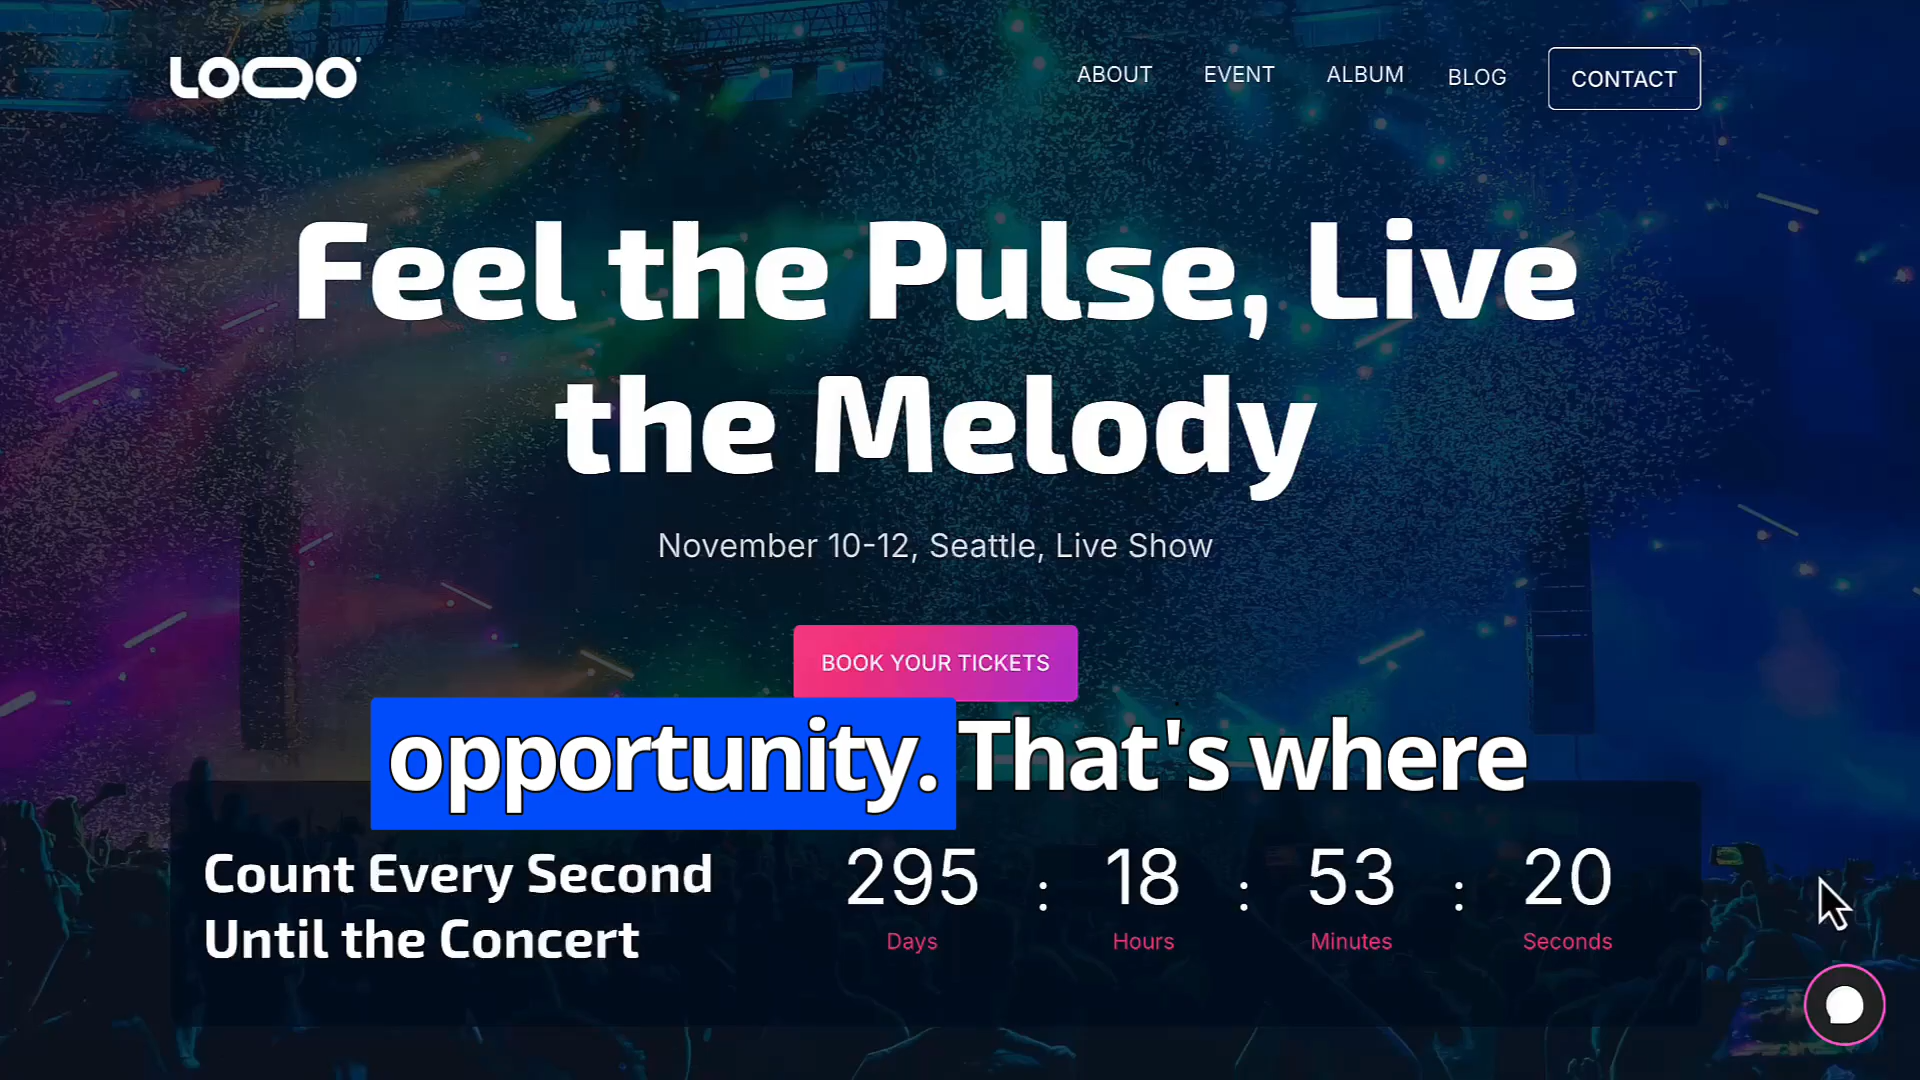 LOQO
ABOUT EVENT ALBUM BLOG CONTACT
Feel the Pulse, Live
the Melody
November 10-12, Seattle, Live Show
BOOK YOUR TICKETS
opportunity. That's where
Count Every Second
Until the Concert
295 : 18 : 53 : 20
Days Hours Minutes Seconds